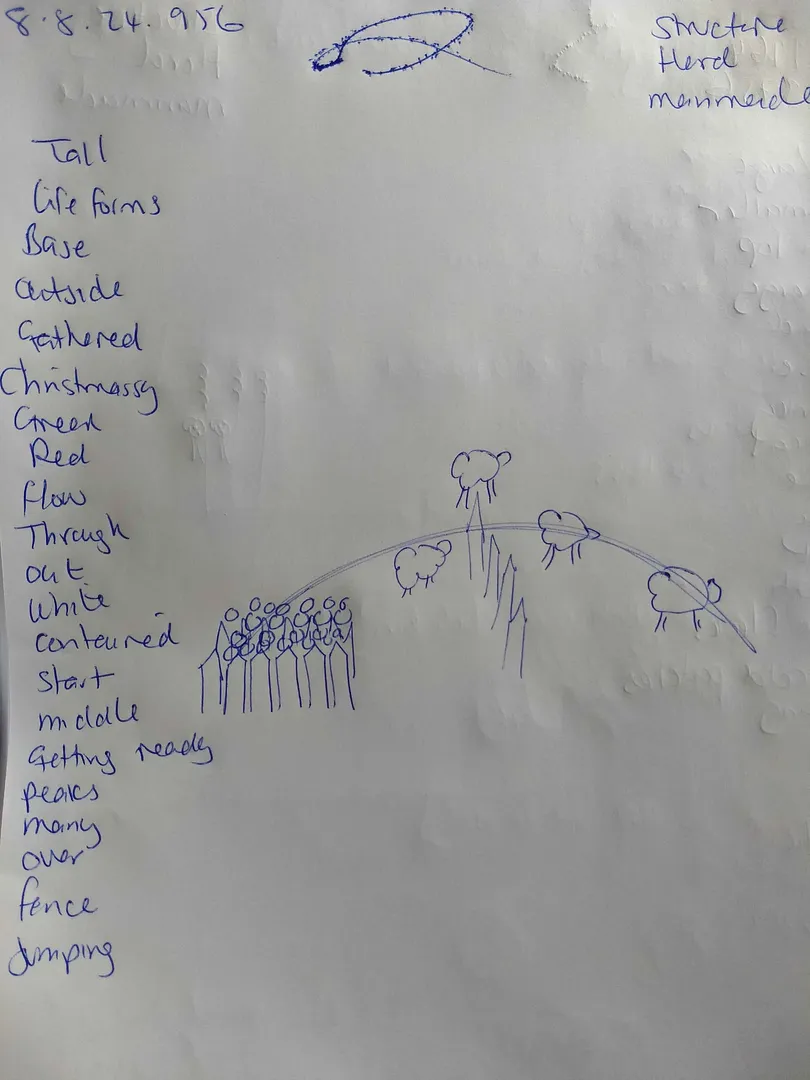 8.8.24.956
Structure
Herd
manmade
Tall
Life forms
Base
Outside
Gathered
Christmassy
Green
Red
flow
Through
out
White
contoured
Start
middle
Getting ready
peaks
many
over
fence
Jumping